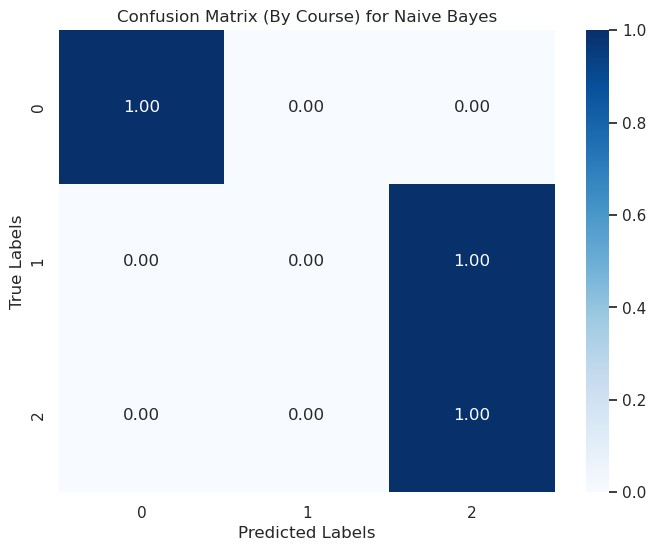 Confusion Matrix (By Course) for Naive Bayes
1.0
0 1.00 0.00 0.00
0.8
0.6
True Labels
1 0.00 0.00 1.00
0.4
0.2
2 0.00 0.00 1.00
0.0
0 1 2
Predicted Labels